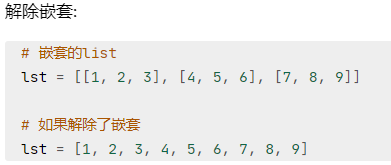 解除嵌套:
# 嵌套的list
lst = [[1, 2, 3], [4, 5, 6], [7, 8, 9]]
# 如果解除了嵌套
lst = [1, 2, 3, 4, 5, 6, 7, 8, 9]